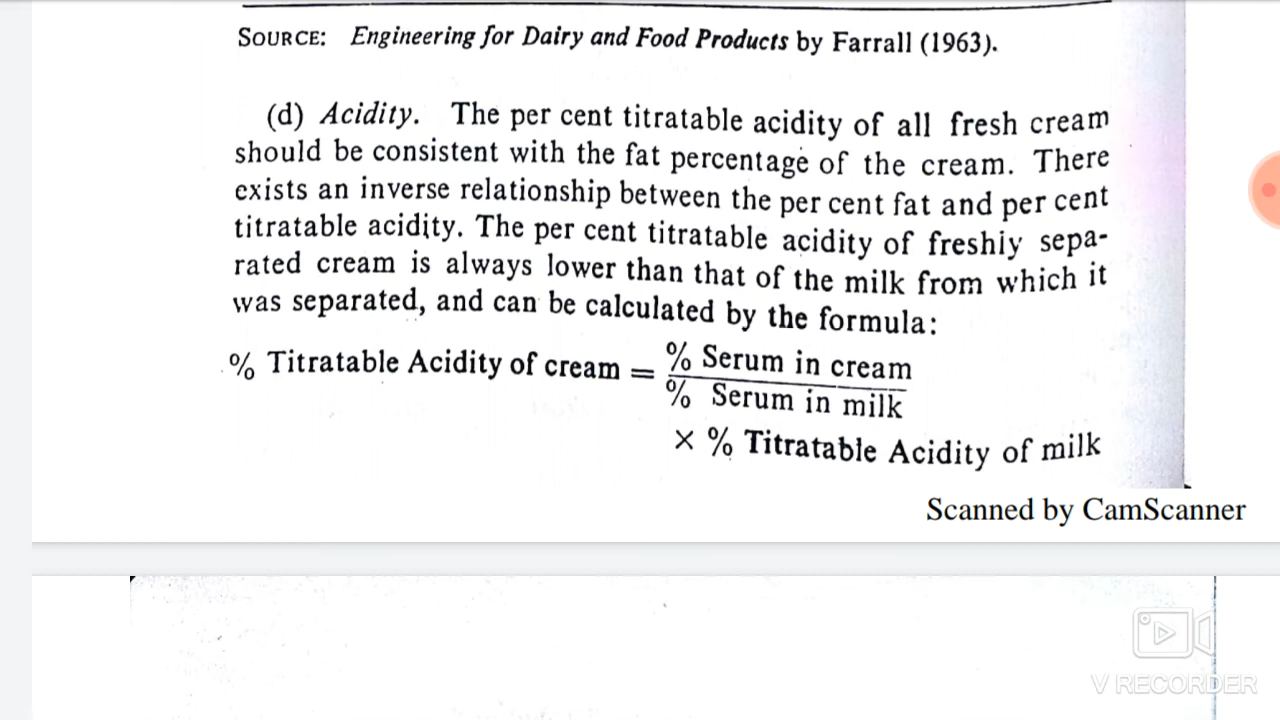 SOURCE: Engineering for Dairy and Food Products by Farrall (1963).
(d) Acidity. The per cent titratable acidity of all fresh cream
should be consistent with the fat percentage of the cream. There
exists an inverse relationship between the per cent fat and per cent
titratable acidity. The per cent titratable acidity of freshiy sepa-
rated cream is always lower than that of the milk from which it
was separated, and can be calculated by the formula:
% Titratable Acidity of cream = % Serum in cream
% Serum in milk
× % Titratable Acidity of milk
Scanned by CamScanner
V RECORDER